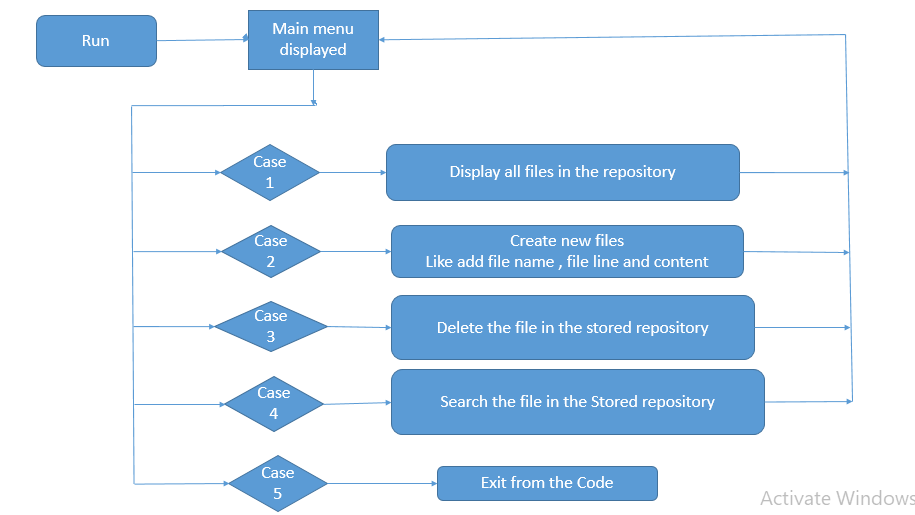 Run
Main menu
displayed
Case
1
Display all files in the repository
Case
2
Create new files
Like add file name , file line and content
Case
3
Delete the file in the stored repository
Case
4
Search the file in the Stored repository
Case
5
Exit from the Code
Activate Windows